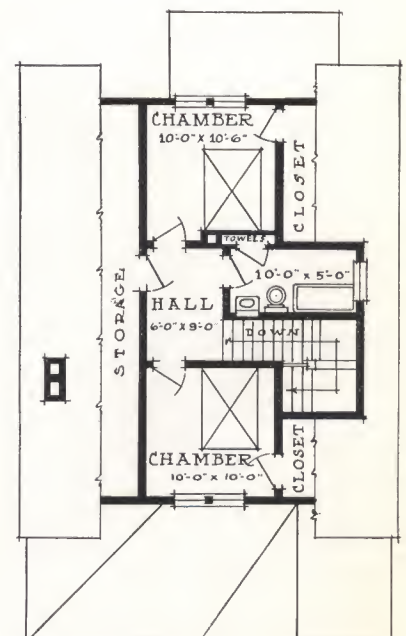 CHAMBER
10'-0" X 10'-6"
CLOSET
TOWELS
10'-0" X 5'-0"
STORAGE
HALL
6'-0" X 9'-0"
DOWN
CHAMBER
10'-0" X 10'-0"
CLOSET